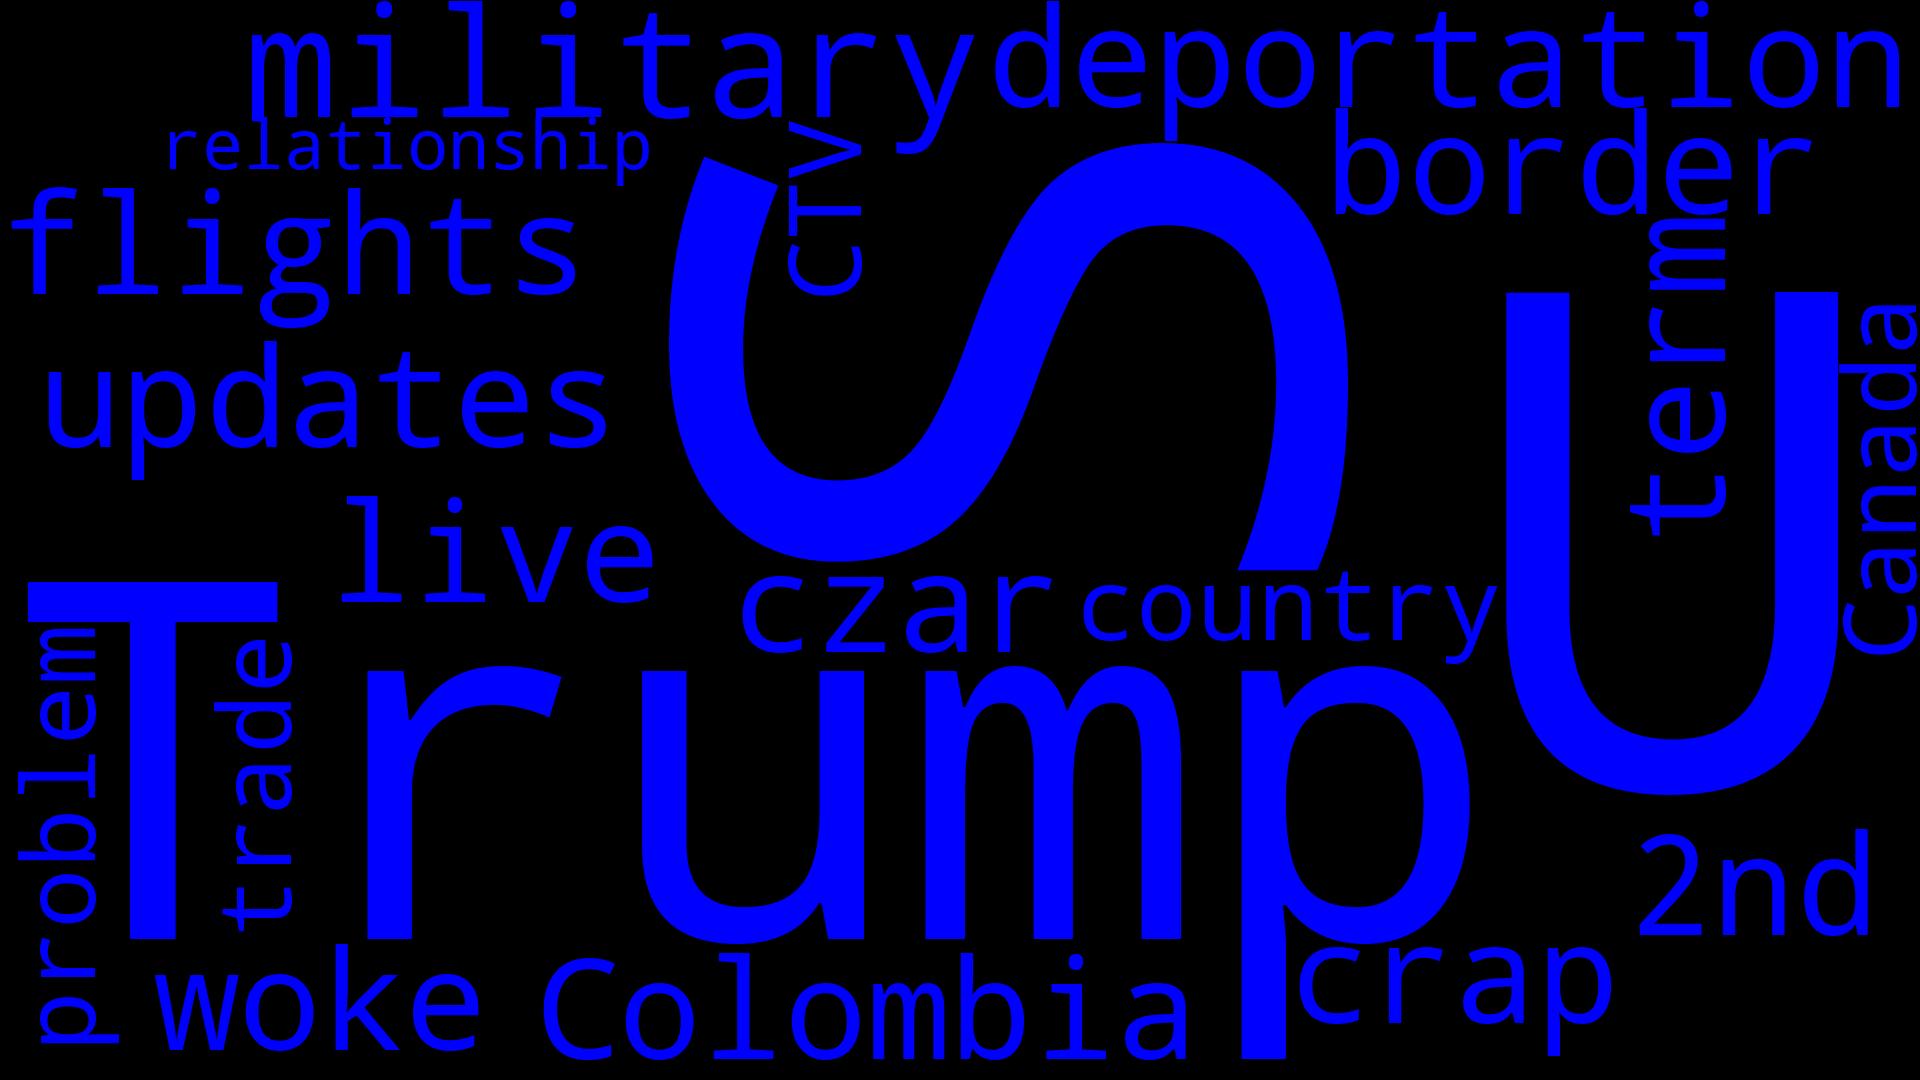 military
deportation
relationship
CTV
border
flights
S
term
U
Canada
updates
live
czar
country
Trump
problem
trade
2nd
woke
Colombia
crap